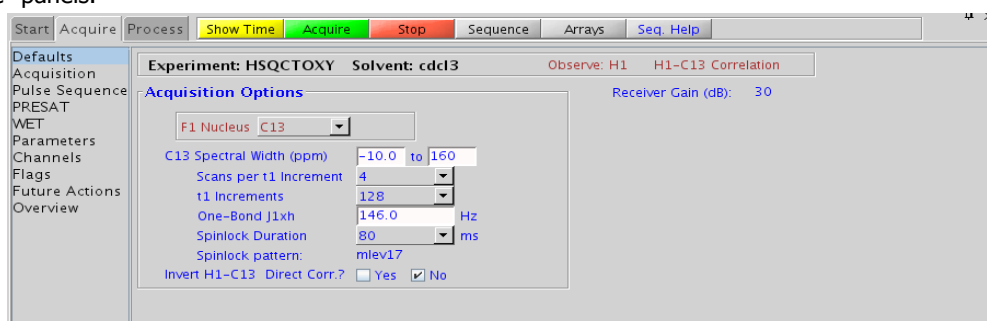 panels.
Start Acquire Process Show Time Acquire Stop Sequence Arrays Seq. Help
Defaults
Acquisition
Pulse Sequence
PRESAT
WET
Parameters
Channels
Flags
Future Actions
Overview
Experiment: HSQCTOXY Solvent: cdcl3 Observe: H1 H1-C13 Correlation
Acquisition Options Receiver Gain (dB): 30
F1 Nucleus C13
C13 Spectral Width (ppm) -10.0 to 160
Scans per t1 Increment 4
t1 Increments 128
One-Bond J1xh 146.0 Hz
Spinlock Duration 80 ms
Spinlock pattern: mlev17
Invert H1-C13 Direct Corr.? Yes No